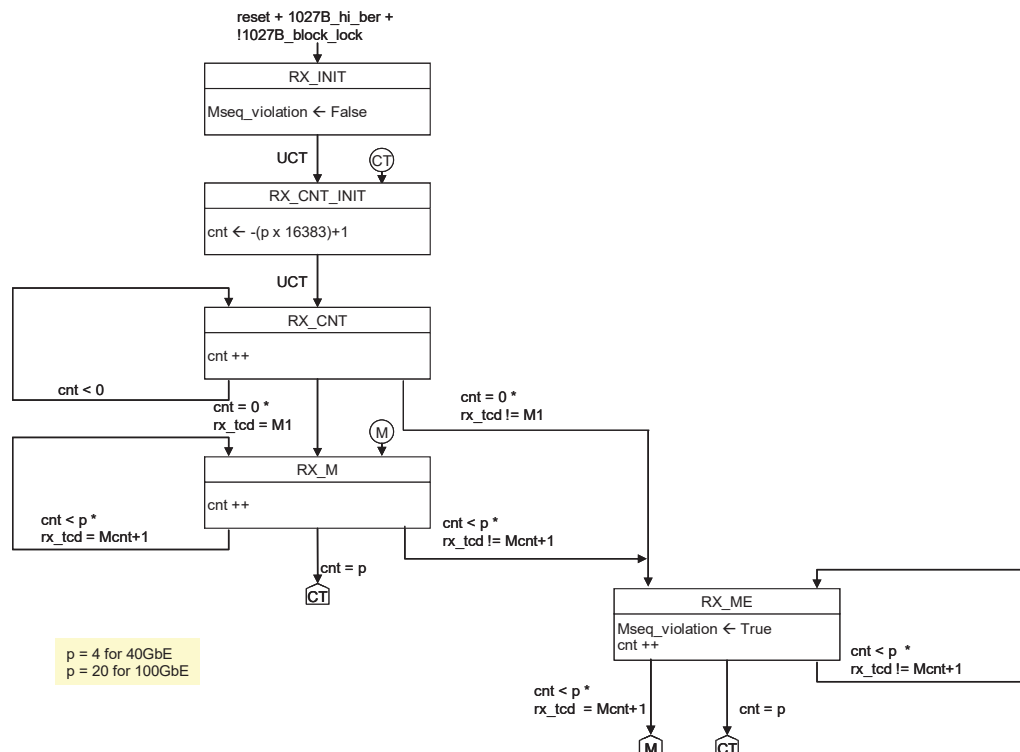 reset + 1027B_hi_ber +
!1027B_block_lock
RX_INIT
Mseq_violation ← False
UCT
CT
RX_CNT_INIT
cnt ← -(p x 16383)+1
UCT
RX_CNT
cnt ++
cnt < 0
cnt = 0 *
rx_tcd = M1
cnt = 0 *
rx_tcd != M1
M
RX_M
cnt ++
cnt < p *
rx_tcd = Mcnt+1
cnt < p *
rx_tcd != Mcnt+1
cnt = p
CT
RX_ME
Mseq_violation ← True
cnt ++
cnt < p *
rx_tcd != Mcnt+1
cnt < p *
rx_tcd = Mcnt+1
cnt = p
M
CT
p = 4 for 40GbE
p = 20 for 100GbE